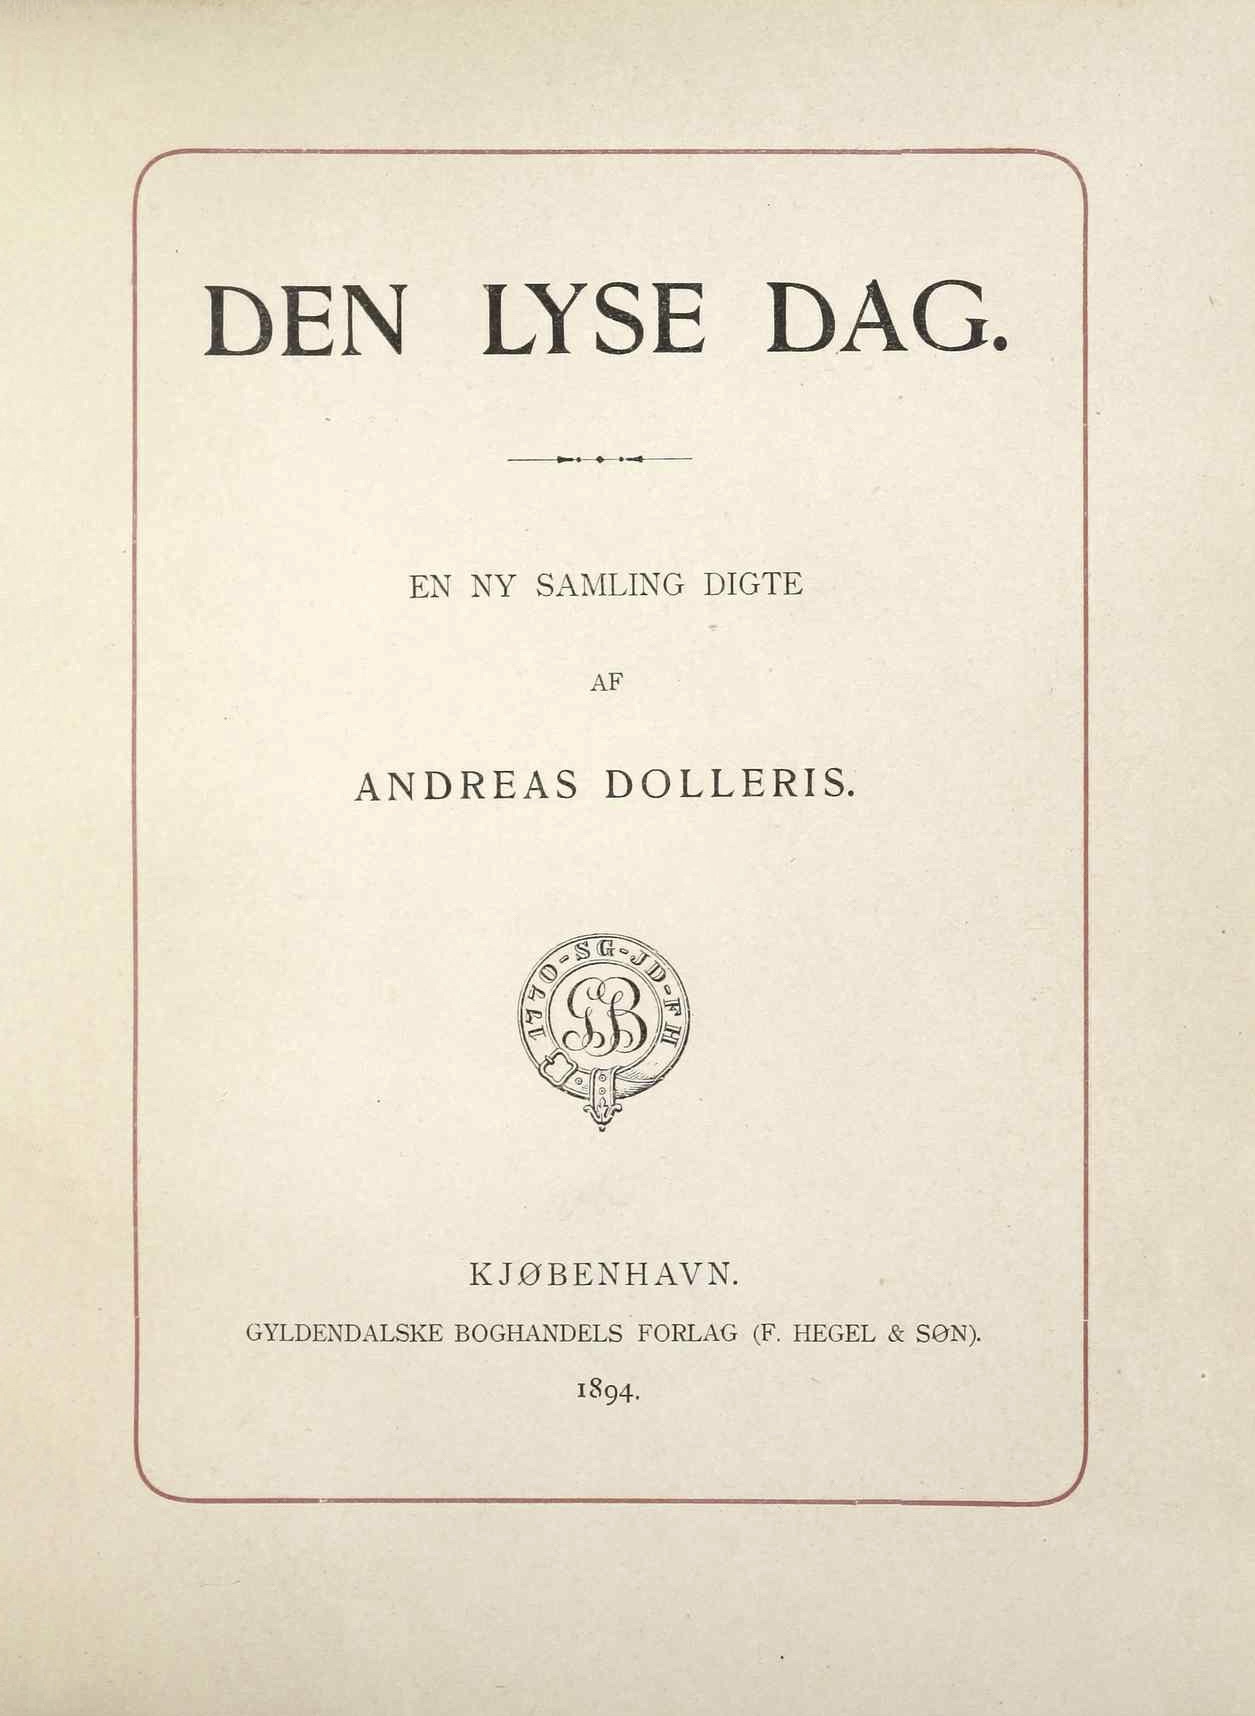 DEN LYSE DAG.
EN NY SAMLING DIGTE
AF
ANDREAS DOLLERIS.
1770-SG-JD-FH
GB
KJØBENHAVN.
GYLDENDALSKE BOGHANDELS FORLAG (F. HEGEL & SØN).
1894.